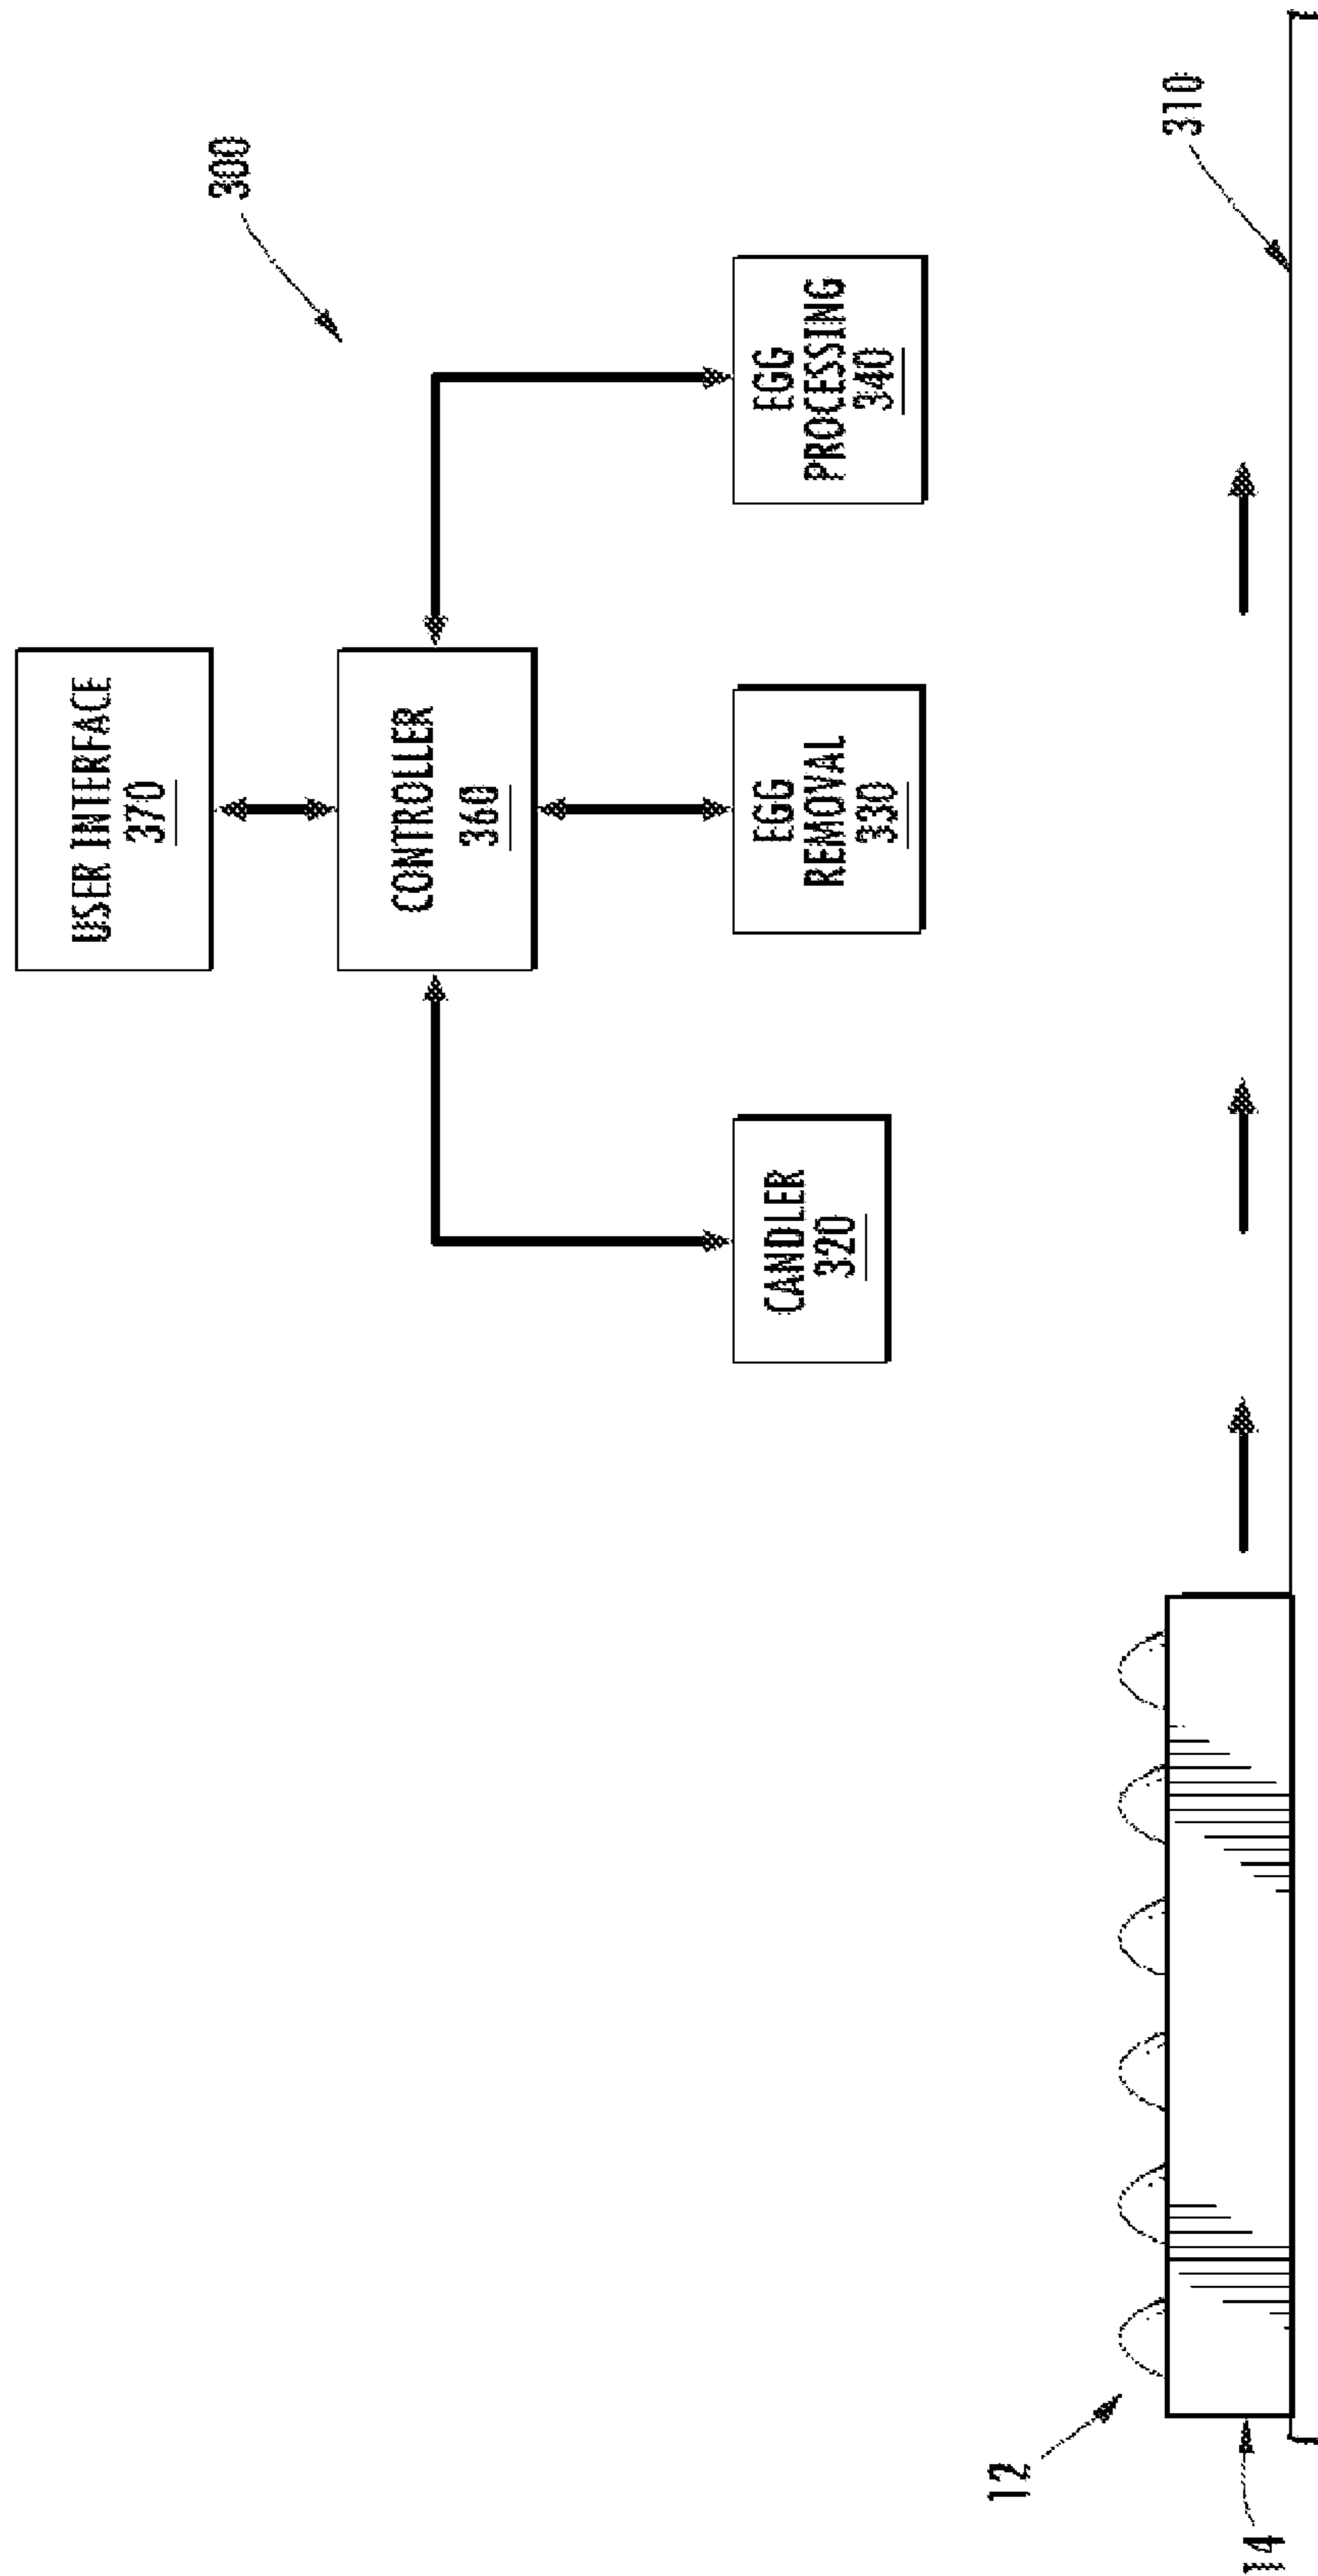 300
USER INTERFACE
370
CONTROLLER
360
CANDLER
320
EGG
REMOVAL
330
EGG
PROCESSING
340
12
14
310